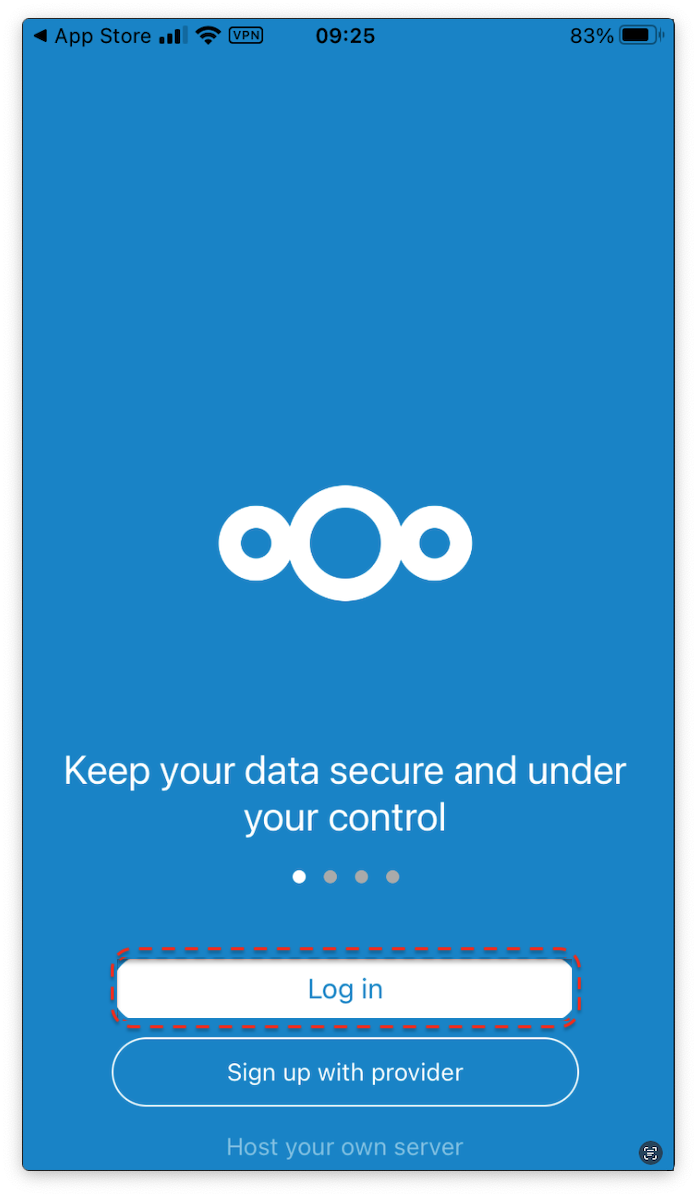 App Store VPN 09:25 83%
Keep your data secure and under
your control
Log in
Sign up with provider
Host your own server